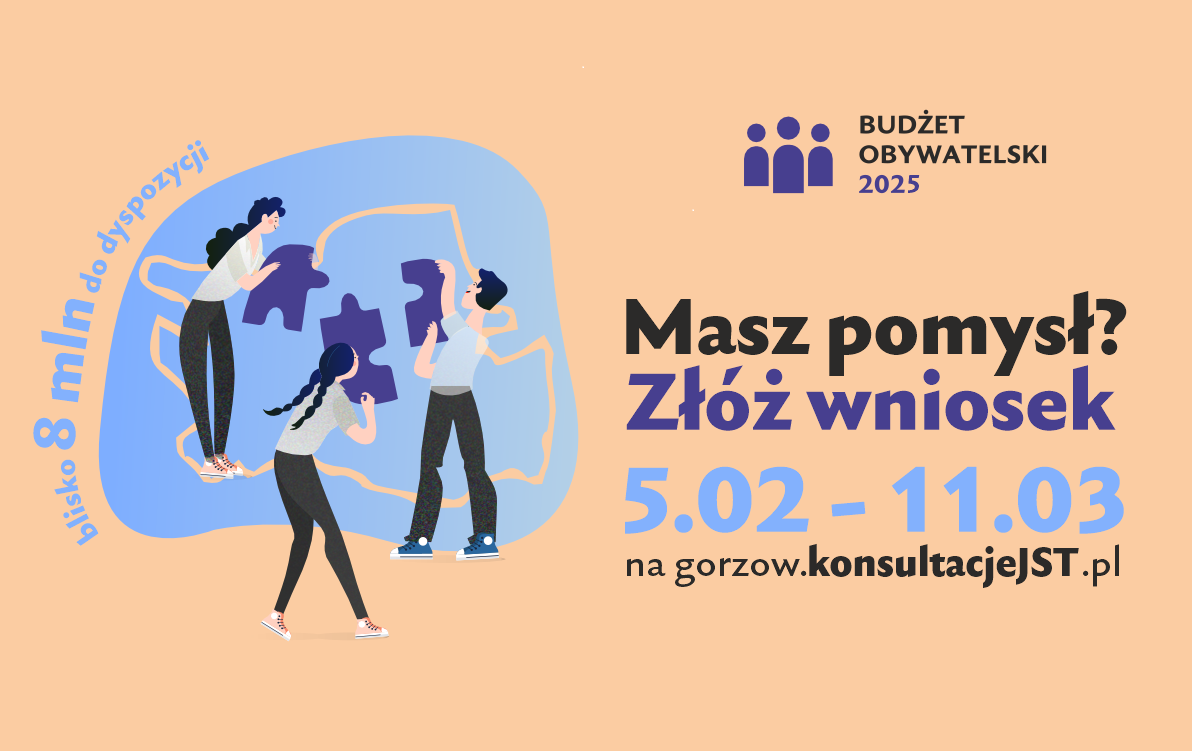 blisko 8 mln do dyspozycji
BUDŻET
OBYWATELSKI
2025
Masz pomysł?
Złóż wniosek
5.02 - 11.03
na gorzow.konsultacjeJST.pl